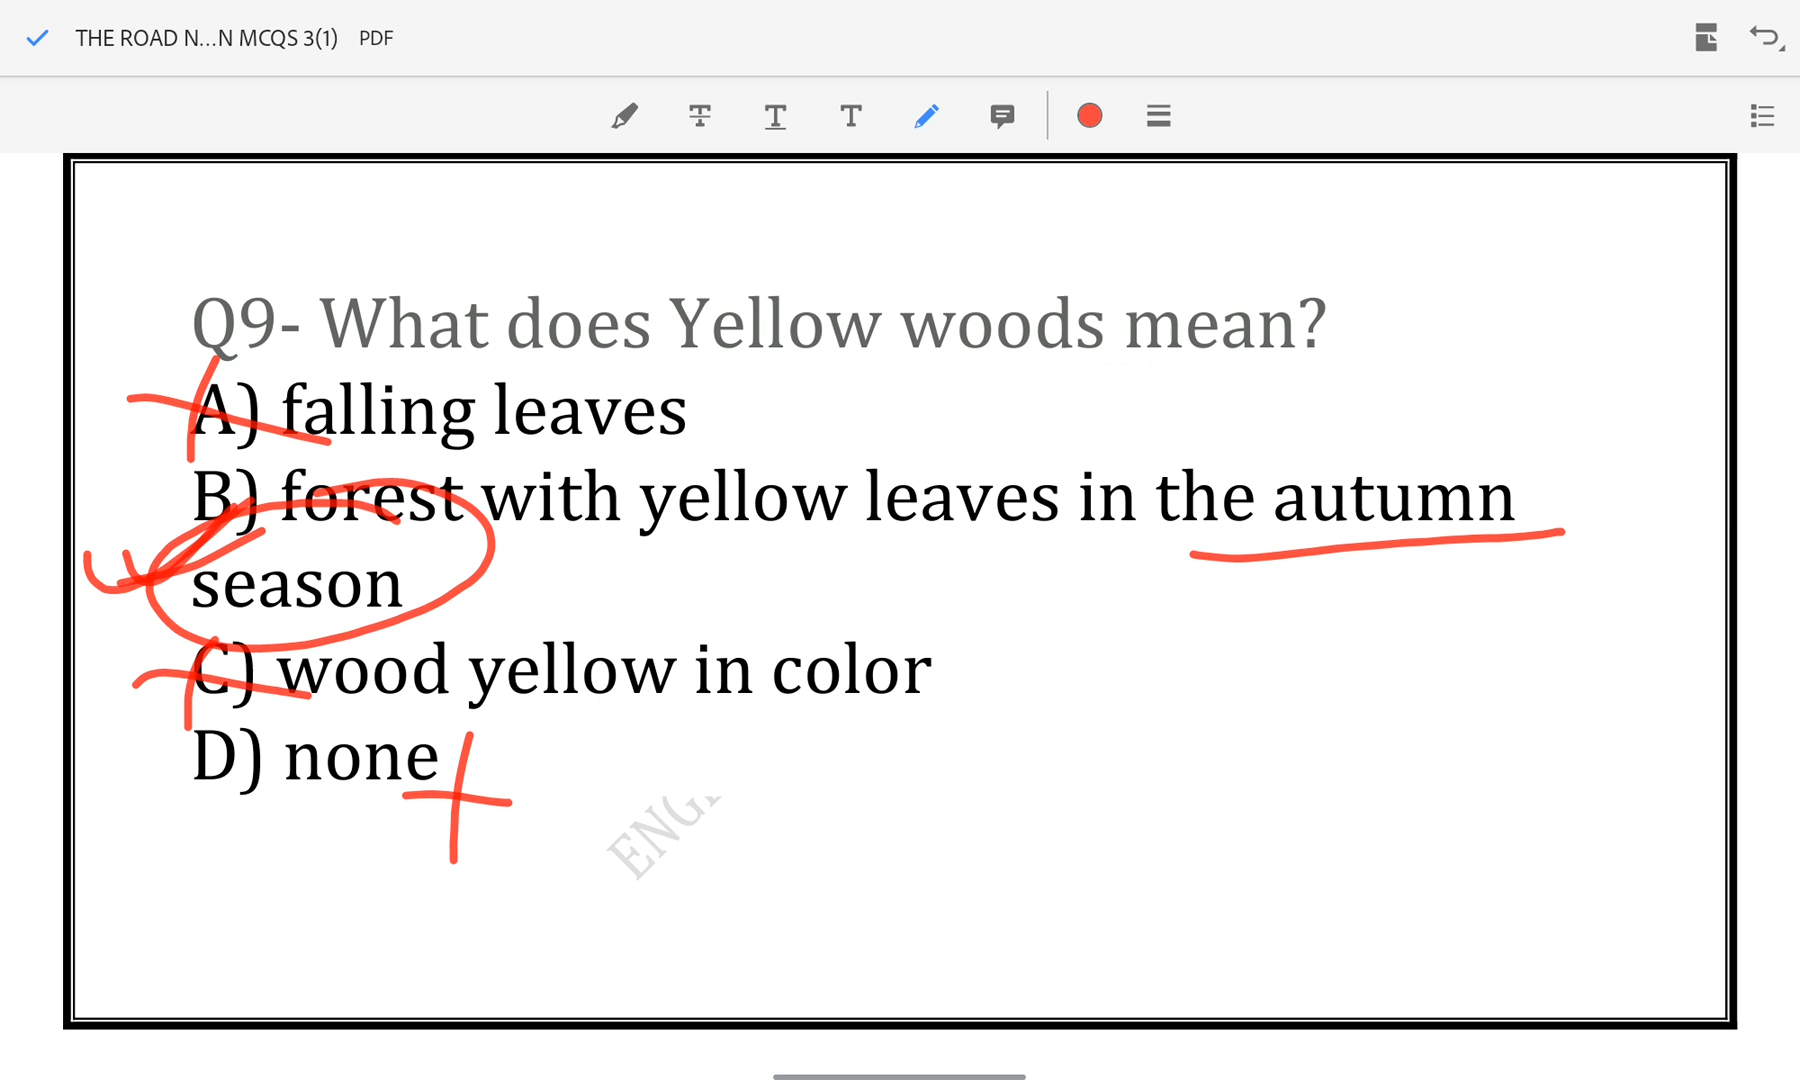 THE ROAD N...N MCQS 3(1) PDF
Q9- What does Yellow woods mean?
A) falling leaves
B) forest with yellow leaves in the autumn
season
C) wood yellow in color
D) none